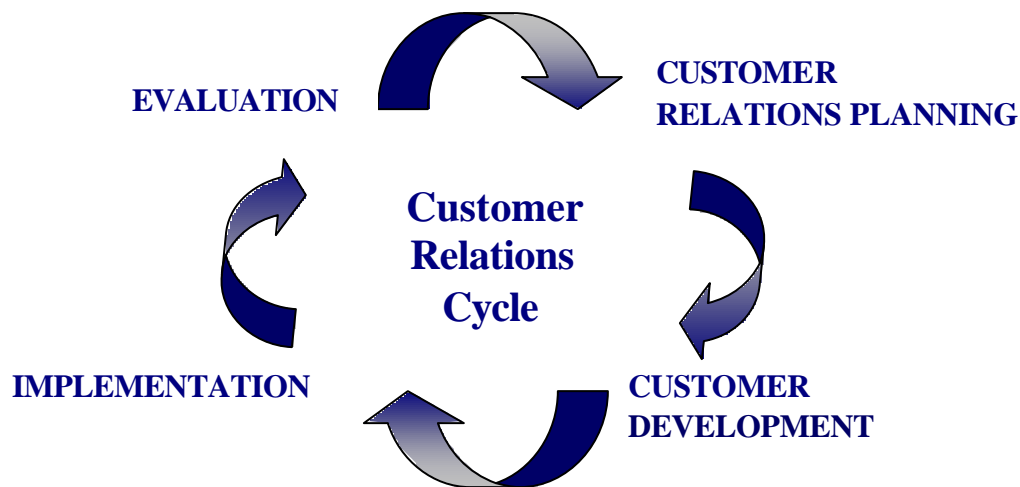 EVALUATION
CUSTOMER
RELATIONS PLANNING
Customer
Relations
Cycle
IMPLEMENTATION
CUSTOMER
DEVELOPMENT